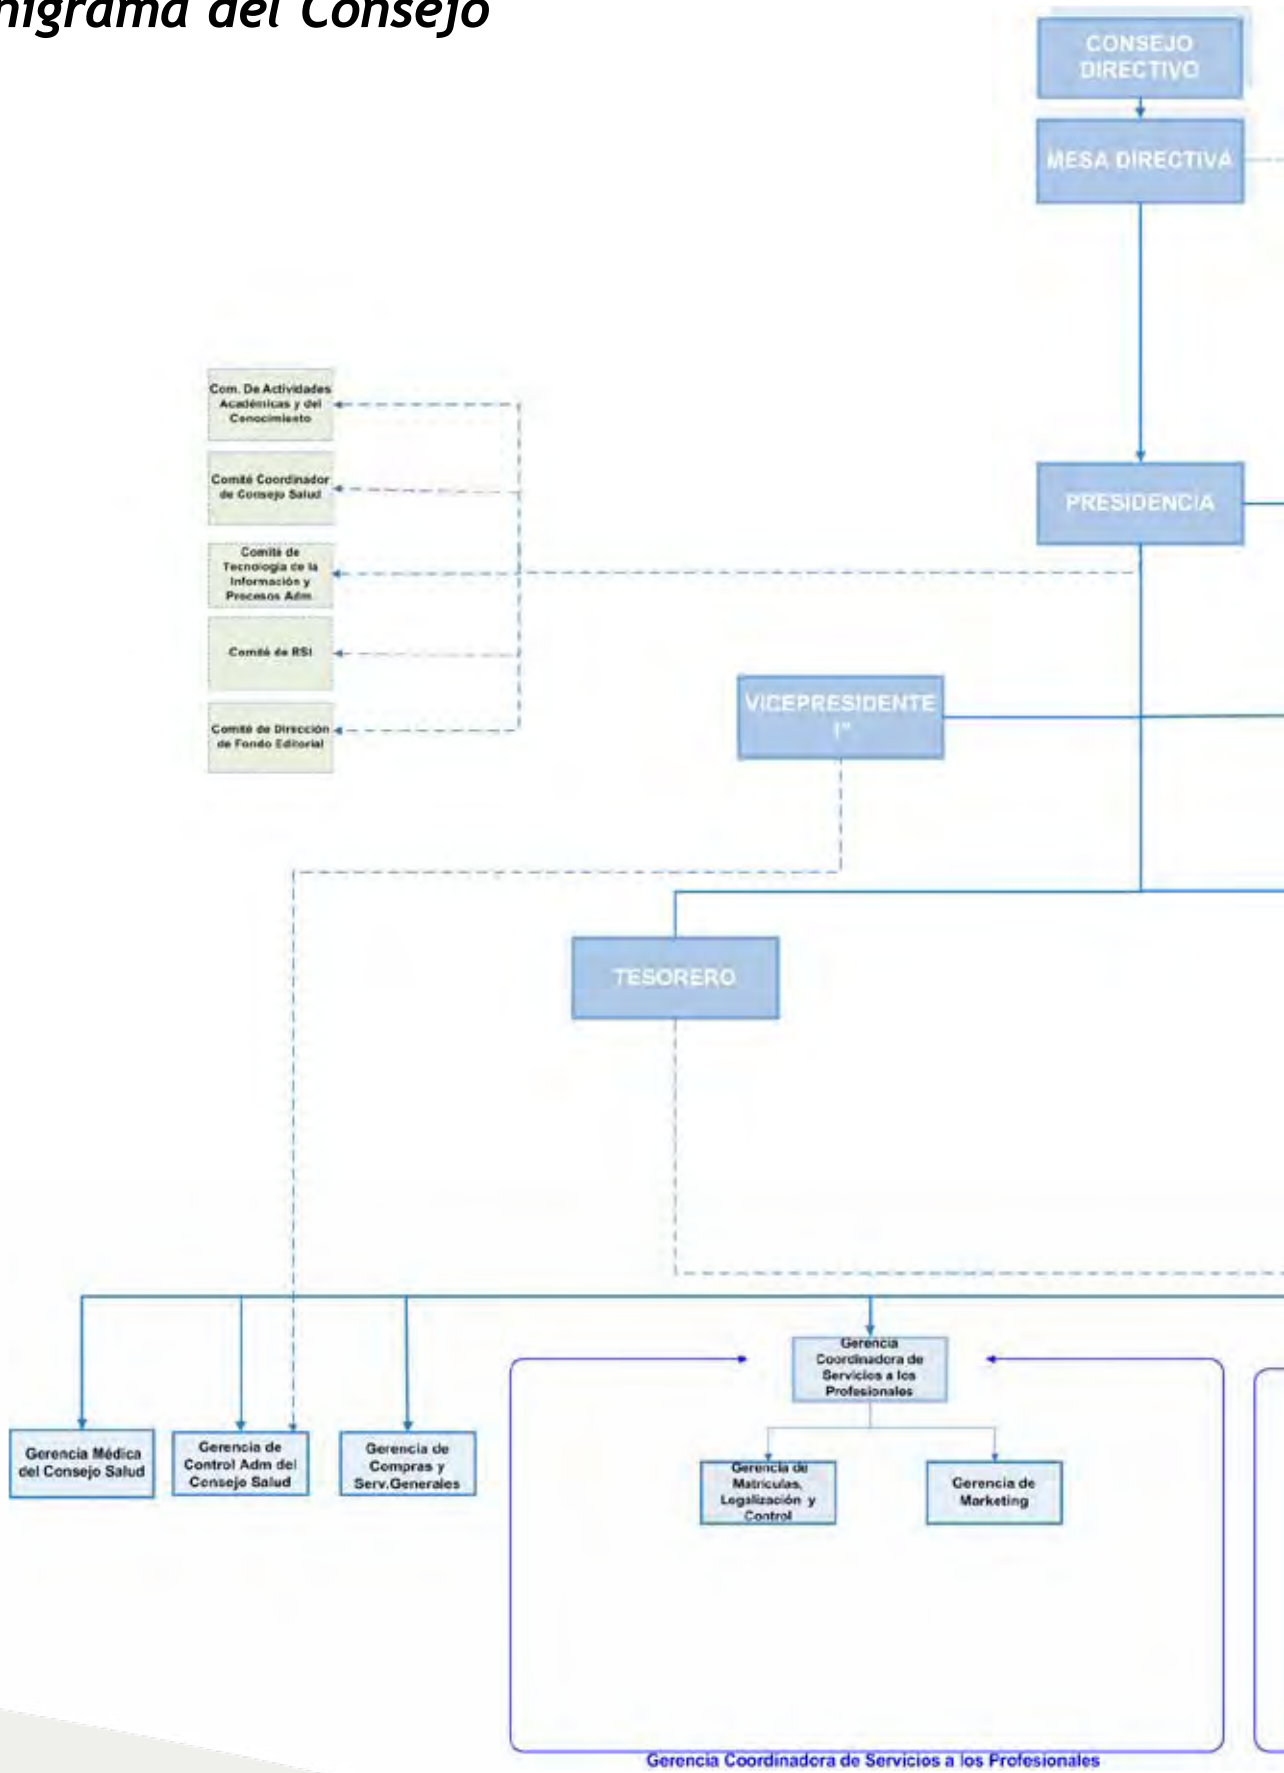 nigrama del Consejo
CONSEJO
DIRECTIVO
MESA DIRECTIVA
Com. De Actividades
Académicas y del
Conocimiento
Comité Coordinador
de Consejo Salud
PRESIDENCIA
Comité de
Tecnología de la
Información y
Procesos Adm.
Comité de RSI
VICEPRESIDENTE
1°
Comité de Dirección
de Fondo Editorial
TESORERO
Gerencia
Coordinadora de
Servicios a los
Profesionales
Gerencia Médica
del Consejo Salud
Gerencia de
Control Adm del
Consejo Salud
Gerencia de
Compras y
Serv.Generales
Gerencia de
Matrículas,
Legalización y
Control
Gerencia de
Marketing
Gerencia Coordinadora de Servicios a los Profesionales